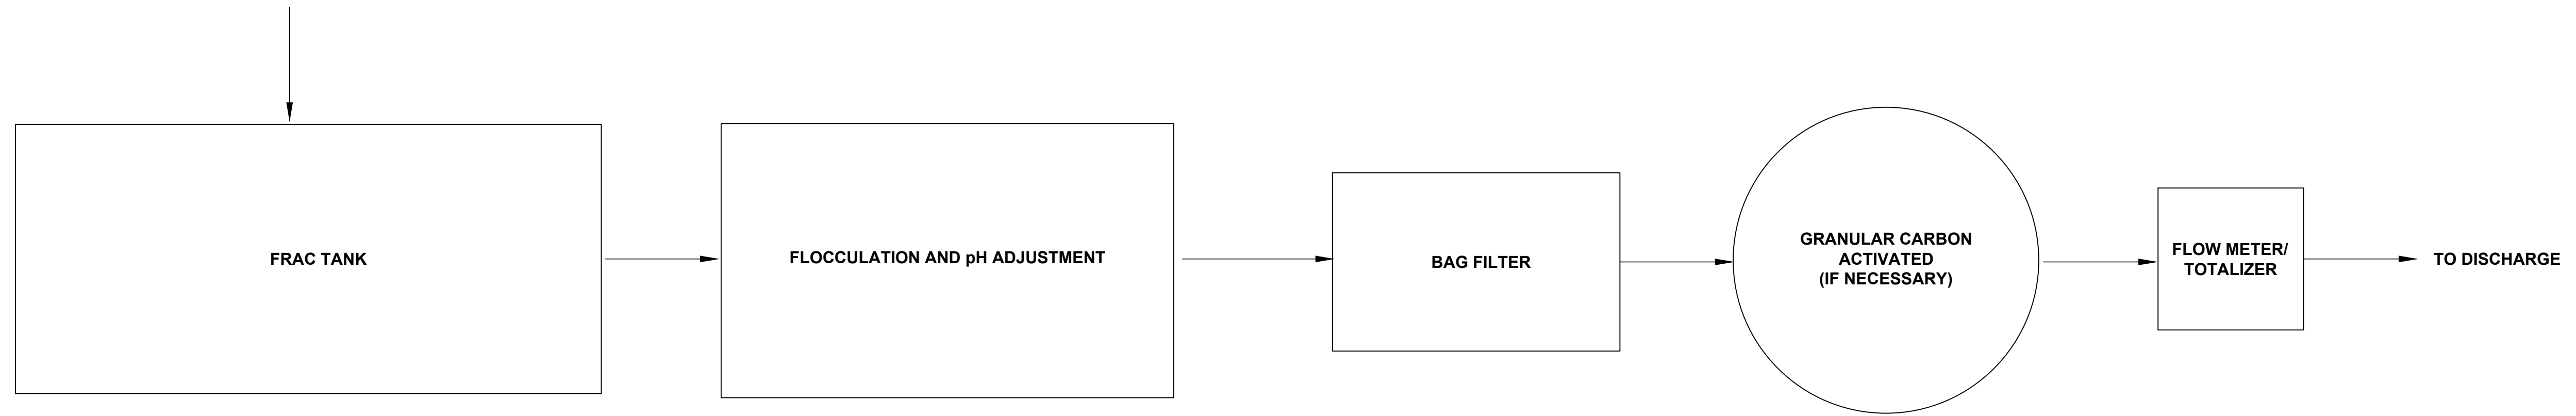 FRAC TANK
FLOCCULATION AND pH ADJUSTMENT
BAG FILTER
GRANULAR CARBON
ACTIVATED
(IF NECESSARY)
FLOW METER/
TOTALIZER
TO DISCHARGE